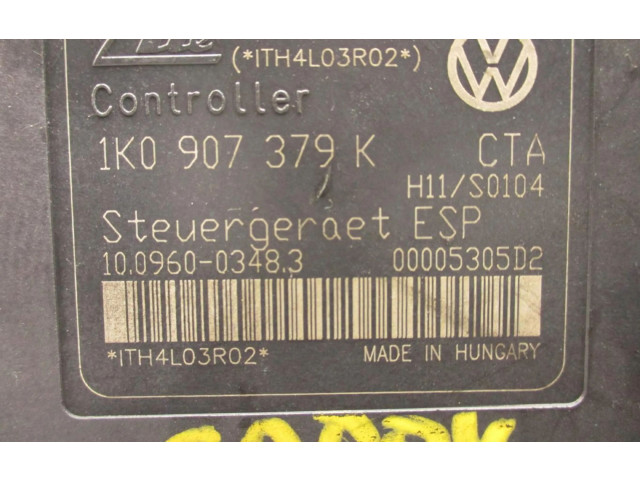 (*ITH4L03R02*)
Controller
1K0 907 379 K CTA
H11/S0104
Steuergeraet ESP
10.0960-0348.3 00005305D2
*ITH4L03R02* MADE IN HUNGARY